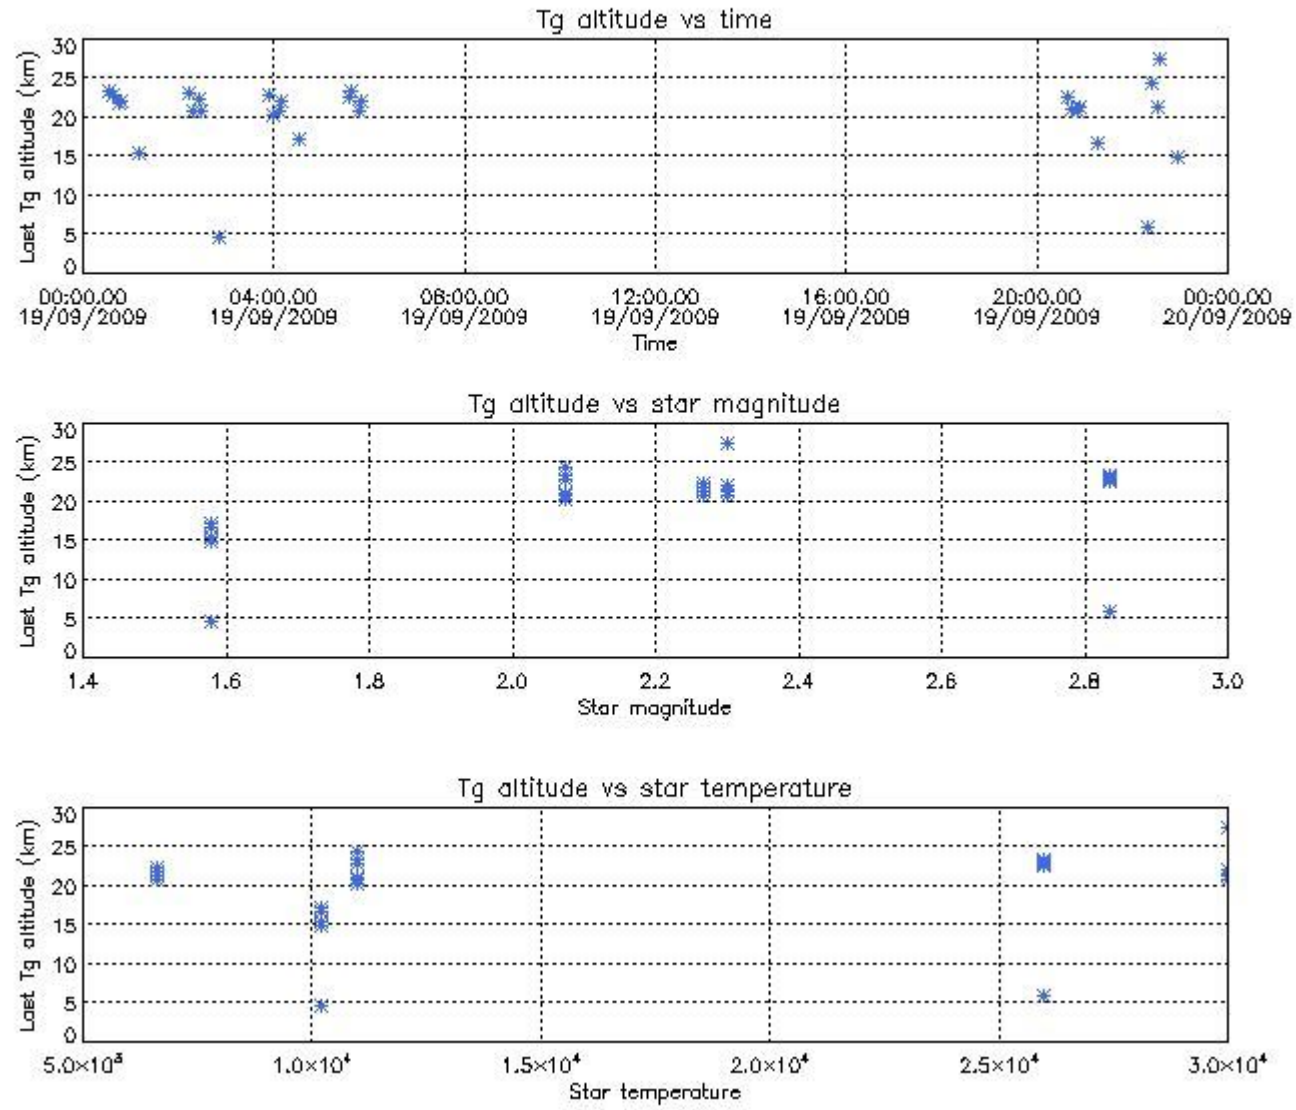 Tg altitude vs time
Last Tg altitude (km)
30
25
20
15
10
5
0
00:00.00 04:00.00 08:00.00 12:00.00 16:00.00 20:00.00 00:00.00
19/09/2009 19/09/2009 19/09/2009 19/09/2009 19/09/2009 19/09/2009 20/09/2009
Time
Tg altitude vs star magnitude
Last Tg altitude (km)
30
25
20
15
10
5
0
1.4 1.6 1.8 2.0 2.2 2.4 2.6 2.8 3.0
Star magnitude
Tg altitude vs star temperature
Last Tg altitude (km)
30
25
20
15
10
5
0
5.0×10³ 1.0×10⁴ 1.5×10⁴ 2.0×10⁴ 2.5×10⁴ 3.0×10⁴
Star temperature